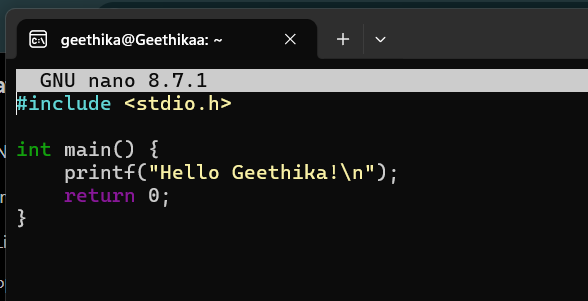 geethika@Geethikaa: ~
GNU nano 8.7.1
#include <stdio.h>
int main() {
    printf("Hello Geethika!\n");
    return 0;
}